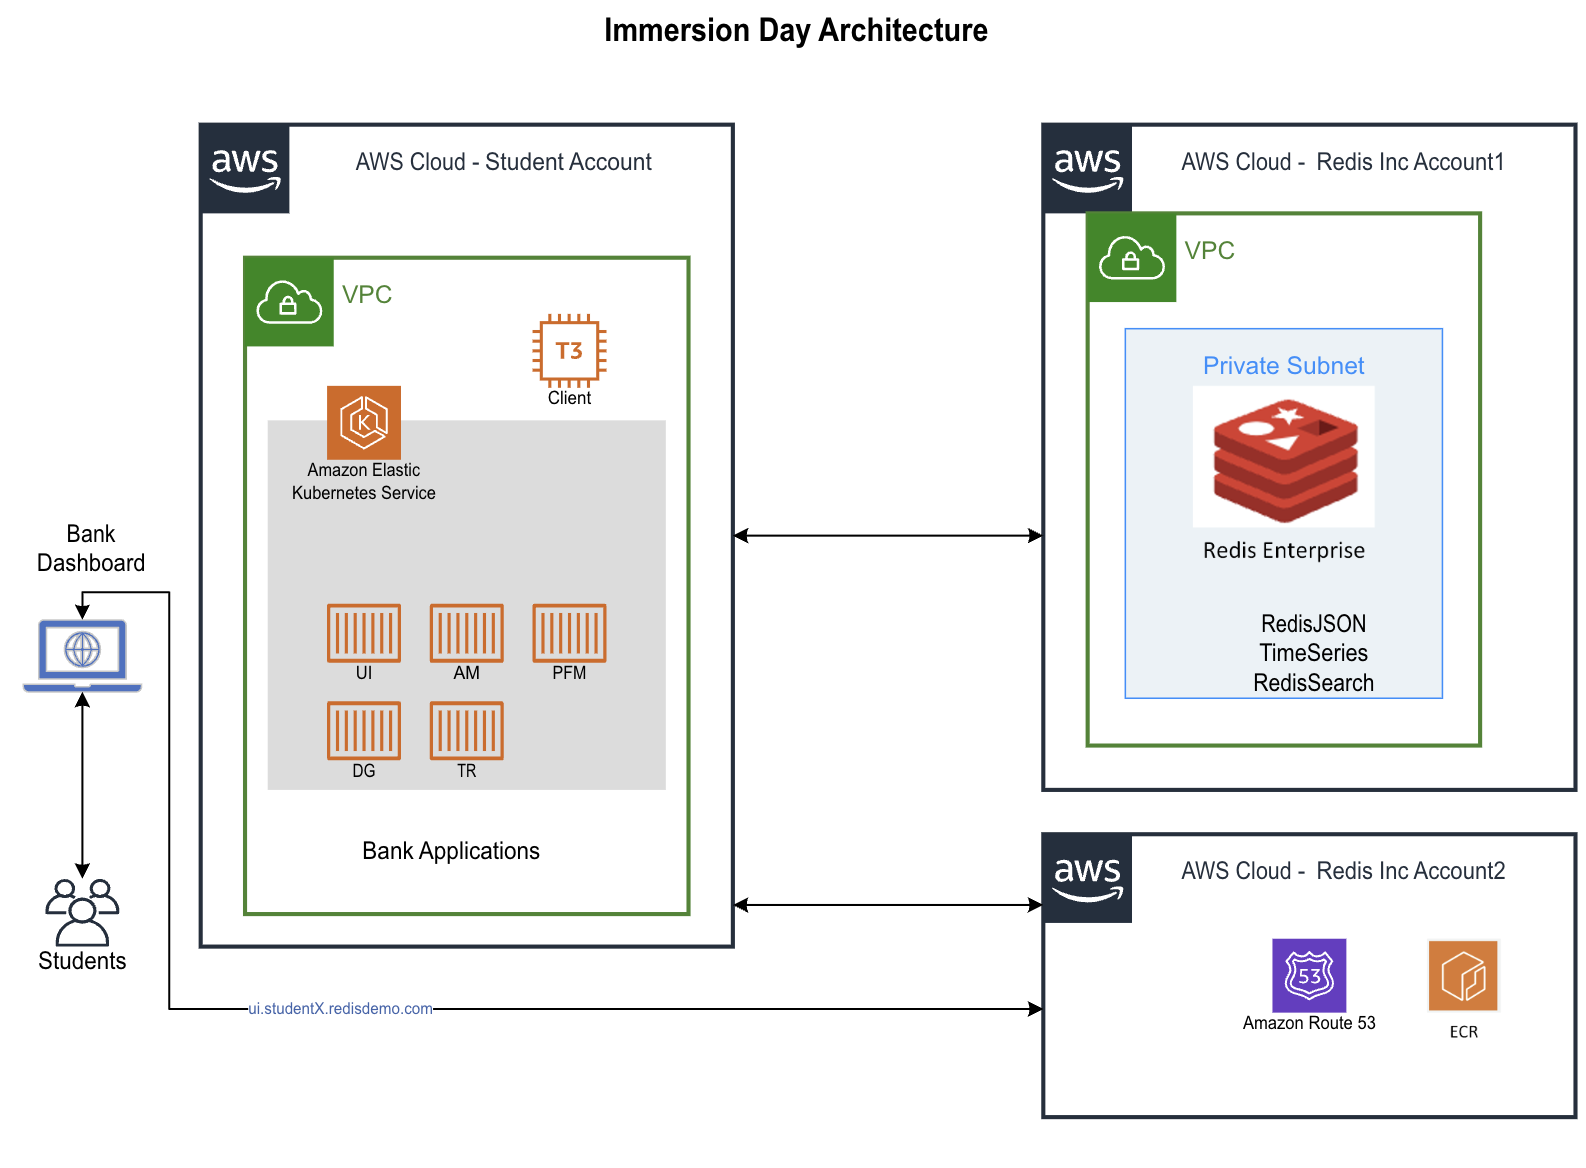 Immersion Day Architecture
aws
AWS Cloud - Student Account
VPC
T3
Client
K
Amazon Elastic
Kubernetes Service
UI
AM
PFM
DG
TR
Bank Applications
Bank
Dashboard
Students
ui.studentX.redisdemo.com
aws
AWS Cloud - Redis Inc Account1
VPC
Private Subnet
Redis Enterprise
RedisJSON
TimeSeries
RedisSearch
aws
AWS Cloud - Redis Inc Account2
53
Amazon Route 53
ECR